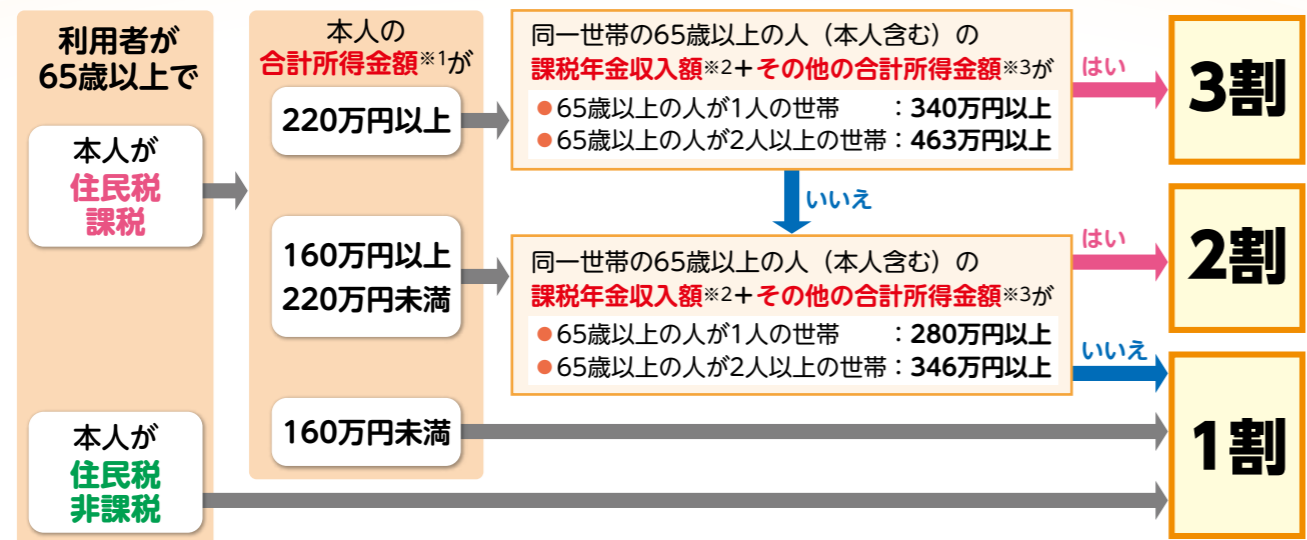 利用者が
65歳以上で
本人が
住民税
課税
本人が
住民税
非課税
本人の
合計所得金額※1が
220万円以上
160万円以上
220万円未満
160万円未満
同一世帯の65歳以上の人（本人含む）の
課税年金収入額※2＋その他の合計所得金額※3が
●65歳以上の人が1人の世帯　　：340万円以上
●65歳以上の人が2人以上の世帯：463万円以上
はい
いいえ
同一世帯の65歳以上の人（本人含む）の
課税年金収入額※2＋その他の合計所得金額※3が
●65歳以上の人が1人の世帯　　：280万円以上
●65歳以上の人が2人以上の世帯：346万円以上
はい
いいえ
3割
2割
1割